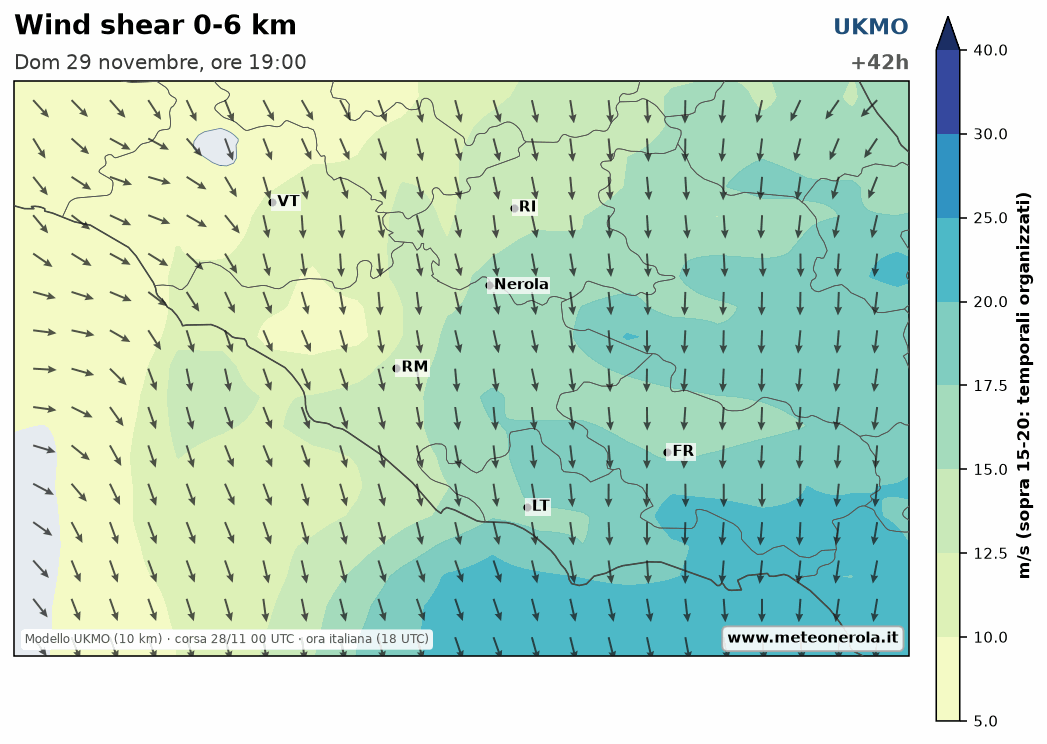 Wind shear 0-6 km
UKMO
Dom 29 novembre, ore 19:00
+42h
VT
RI
Nerola
RM
FR
LT
Modello UKMO (10 km) · corsa 28/11 00 UTC · ora italiana (18 UTC)
www.meteonerola.it
40.0
30.0
25.0
20.0
17.5
15.0
12.5
10.0
5.0
m/s (sopra 15-20: temporali organizzati)